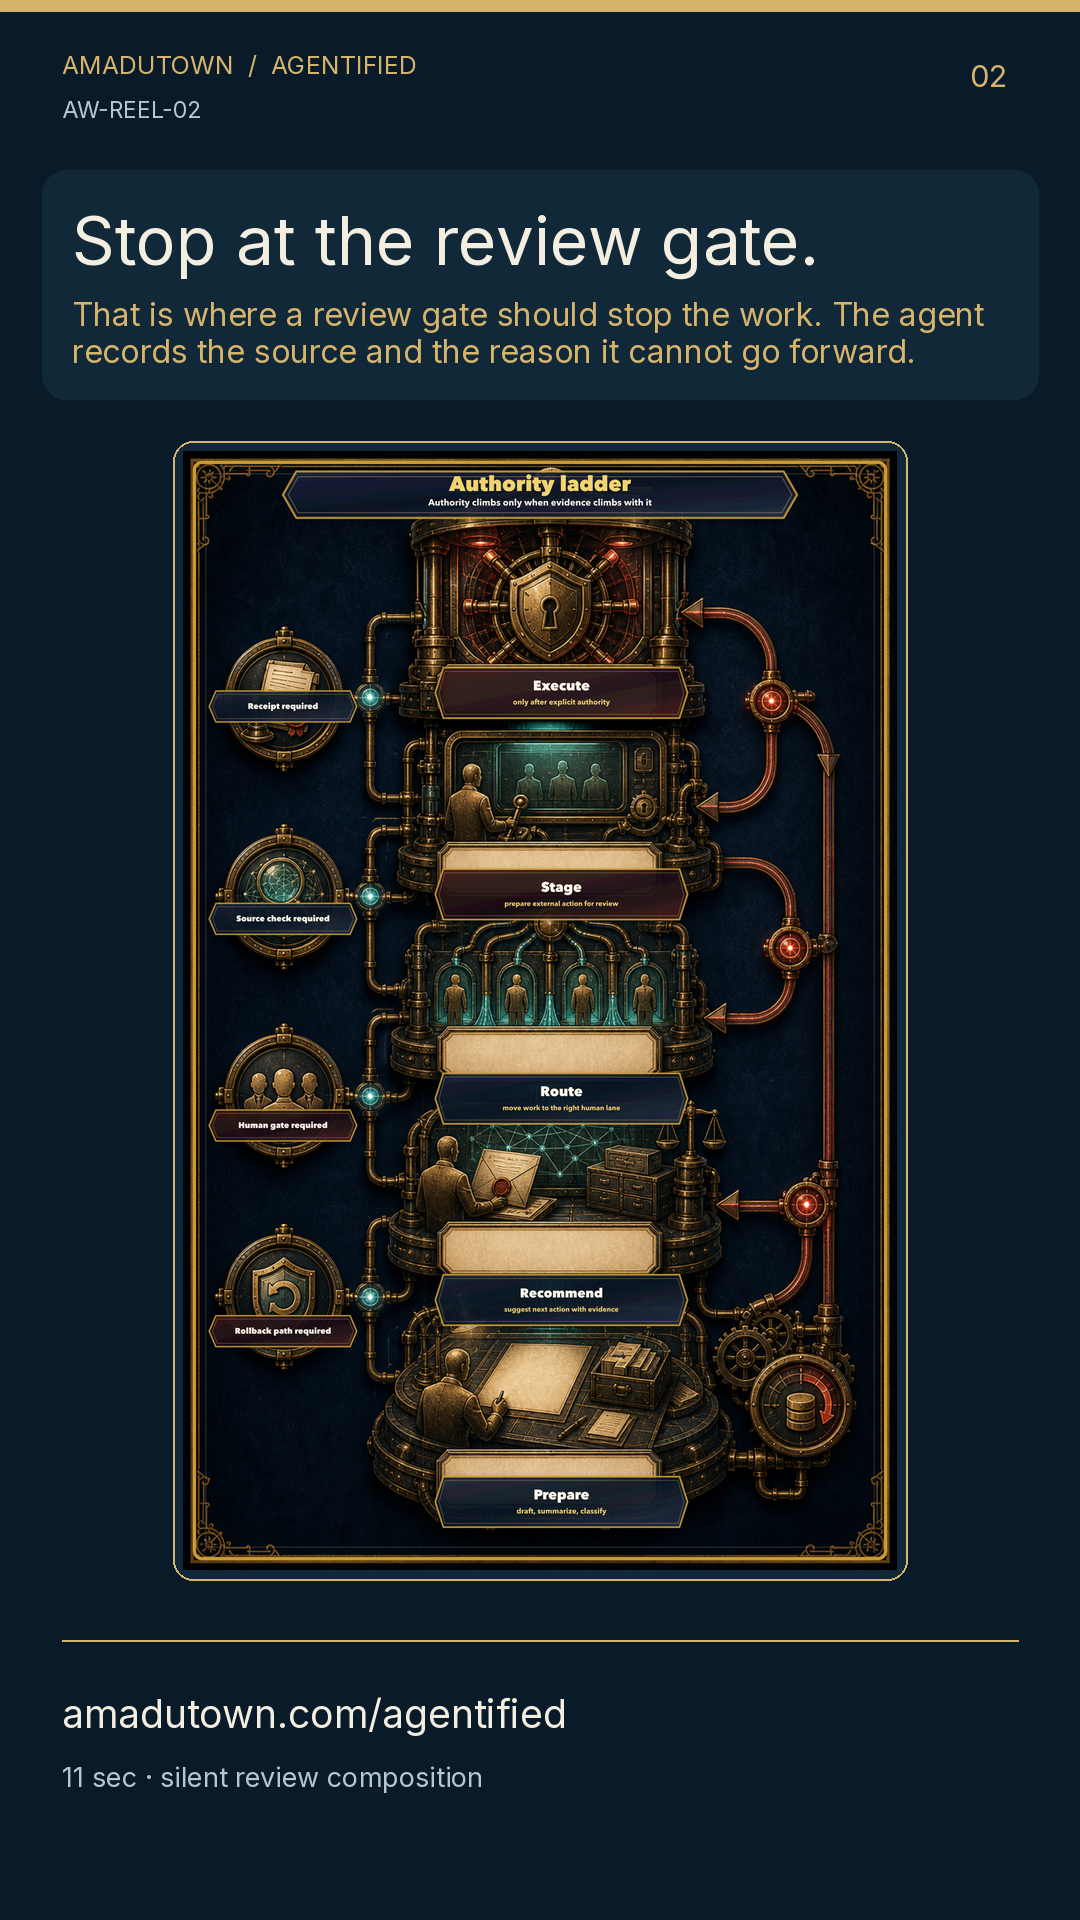 AMADUTOWN / AGENTIFIED
02
AW-REEL-02
Stop at the review gate.
That is where a review gate should stop the work. The agent
records the source and the reason it cannot go forward.
Authority ladder
Authority climbs only when evidence climbs with it
Execute
only after explicit authority
Receipt required
Stage
prepare external action for review
Source check required
Route
move work to the right human lane
Human gate required
Recommend
suggest next action with evidence
Rollback path required
Prepare
draft, summarize, classify
amadutown.com/agentified
11 sec · silent review composition